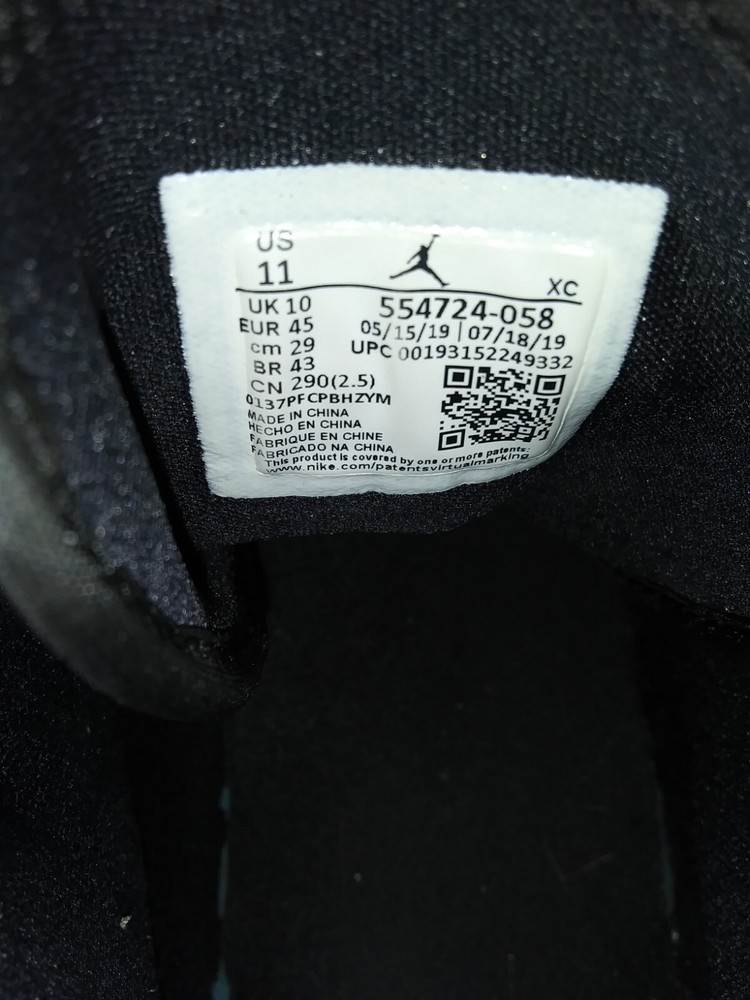 US
11
XC
UK 10
EUR 45
cm 29
BR 43
CN 290(2.5)
554724-058
05/15/19 | 07/18/19
UPC 00193152249332
0137PFCPBHZYM
MADE IN CHINA
HECHO EN CHINA
FABRIQUE EN CHINE
FABRICADO NA CHINA
This product is covered by one or more patents:
www.nike.com/patentsvirtualmarking